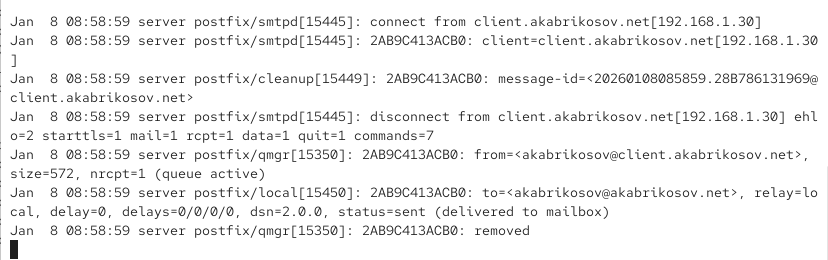 Jan  8 08:58:59 server postfix/smtpd[15445]: connect from client.akabrikosov.net[192.168.1.30]
Jan  8 08:58:59 server postfix/smtpd[15445]: 2AB9C413ACB0: client=client.akabrikosov.net[192.168.1.30
]
Jan  8 08:58:59 server postfix/cleanup[15449]: 2AB9C413ACB0: message-id=<20260108085859.28B786131969@
client.akabrikosov.net>
Jan  8 08:58:59 server postfix/smtpd[15445]: disconnect from client.akabrikosov.net[192.168.1.30] ehl
o=2 starttls=1 mail=1 rcpt=1 data=1 quit=1 commands=7
Jan  8 08:58:59 server postfix/qmgr[15350]: 2AB9C413ACB0: from=<akabrikosov@client.akabrikosov.net>,
size=572, nrcpt=1 (queue active)
Jan  8 08:58:59 server postfix/local[15450]: 2AB9C413ACB0: to=<akabrikosov@akabrikosov.net>, relay=lo
cal, delay=0, delays=0/0/0/0, dsn=2.0.0, status=sent (delivered to mailbox)
Jan  8 08:58:59 server postfix/qmgr[15350]: 2AB9C413ACB0: removed